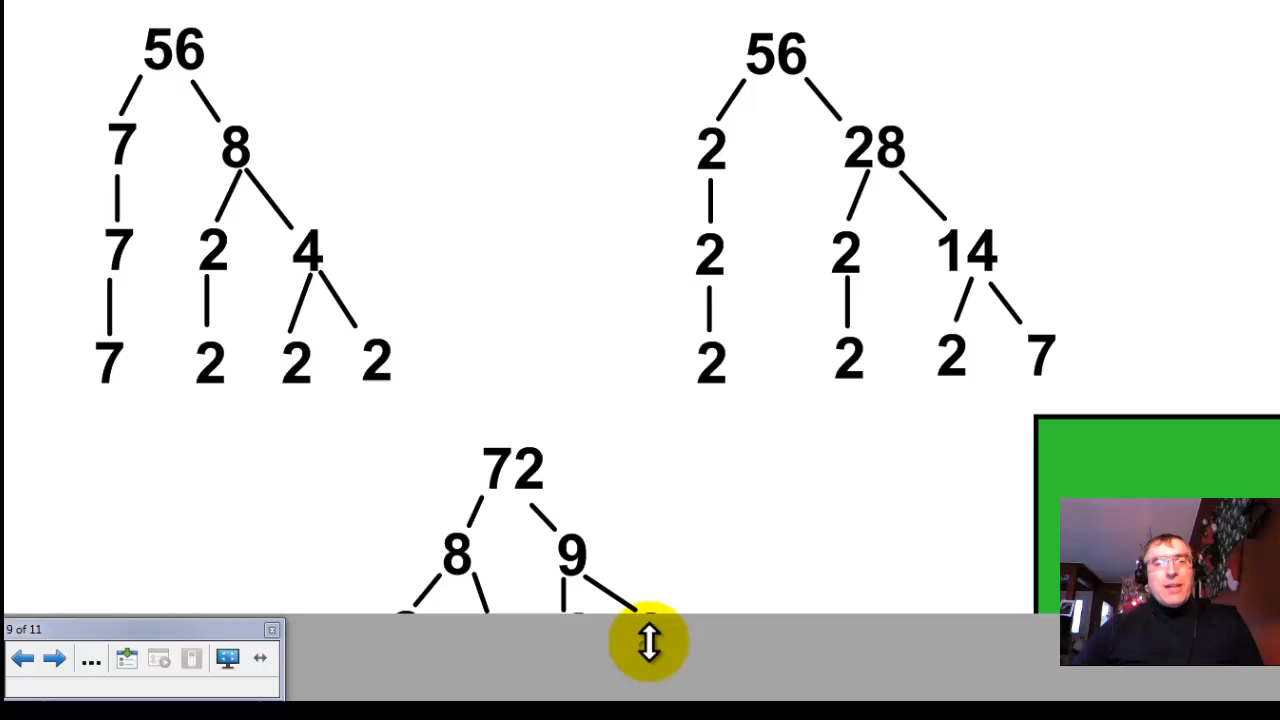 56 56
7 8 2 28
7 2 4 2 14
7 2 2 2 2 2 2 7
72
8 9
9 of 11
...